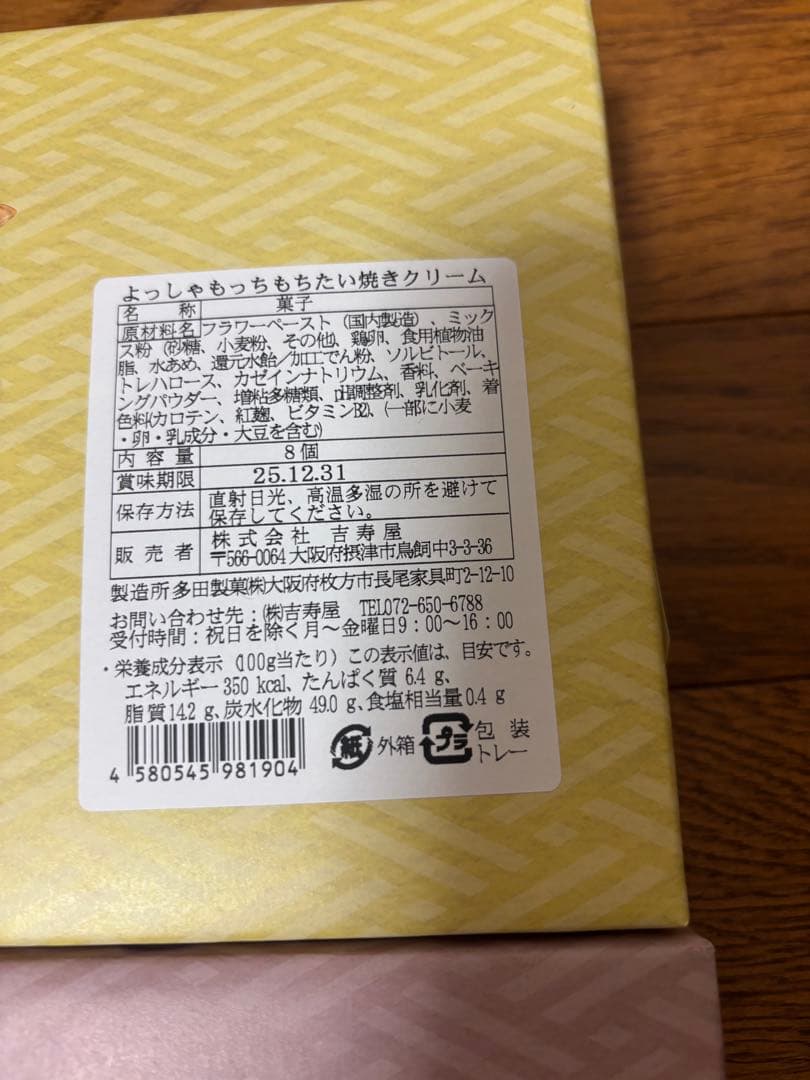 よっしゃもっちもちたい焼きクリーム
名称 菓子
原材料名 フラワーペースト（国内製造）、ミック
ス粉（砂糖、小麦粉、その他）、鶏卵、食用植物油
脂、水あめ、還元水飴/加工でん粉、ソルビトール、
トレハロース、カゼインナトリウム、香料、ベーキ
ングパウダー、増粘多糖類、pH調整剤、乳化剤、着
色料(カロテン、紅麹、ビタミンB2)、(一部に小麦
・卵・乳成分・大豆を含む)
内容量 8個
賞味期限 25.12.31
保存方法 直射日光、高温多湿の所を避けて
保存してください。
販売者 株式会社 吉寿屋
〒566-0064 大阪府摂津市鳥飼中3-3-36
製造所 多田製菓㈱大阪府枚方市長尾家具町2-12-10
お問い合わせ先：㈱吉寿屋 TEL072-650-6788
受付時間：祝日を除く月～金曜日9：00～16：00
・栄養成分表示（100g当たり）この表示値は、目安です。
エネルギー350 kcal、たんぱく質 6.4 g、
脂質14.2 g、炭水化物 49.0 g、食塩相当量0.4 g
紙 外箱 プラ 包装
トレー
4 580545 981904